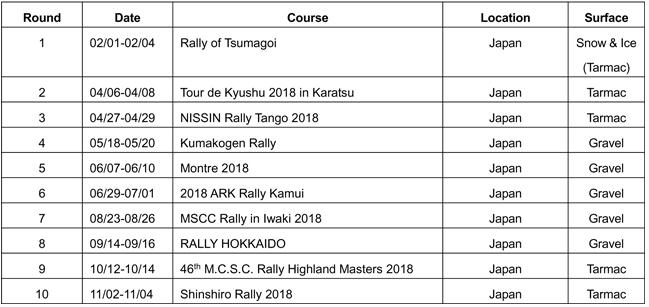 Round Date Course Location Surface
1 02/01-02/04 Rally of Tsumagoi Japan Snow & Ice
(Tarmac)
2 04/06-04/08 Tour de Kyushu 2018 in Karatsu Japan Tarmac
3 04/27-04/29 NISSIN Rally Tango 2018 Japan Tarmac
4 05/18-05/20 Kumakogen Rally Japan Gravel
5 06/07-06/10 Montre 2018 Japan Gravel
6 06/29-07/01 2018 ARK Rally Kamui Japan Gravel
7 08/23-08/26 MSCC Rally in Iwaki 2018 Japan Gravel
8 09/14-09/16 RALLY HOKKAIDO Japan Gravel
9 10/12-10/14 46th M.C.S.C. Rally Highland Masters 2018 Japan Tarmac
10 11/02-11/04 Shinshiro Rally 2018 Japan Tarmac